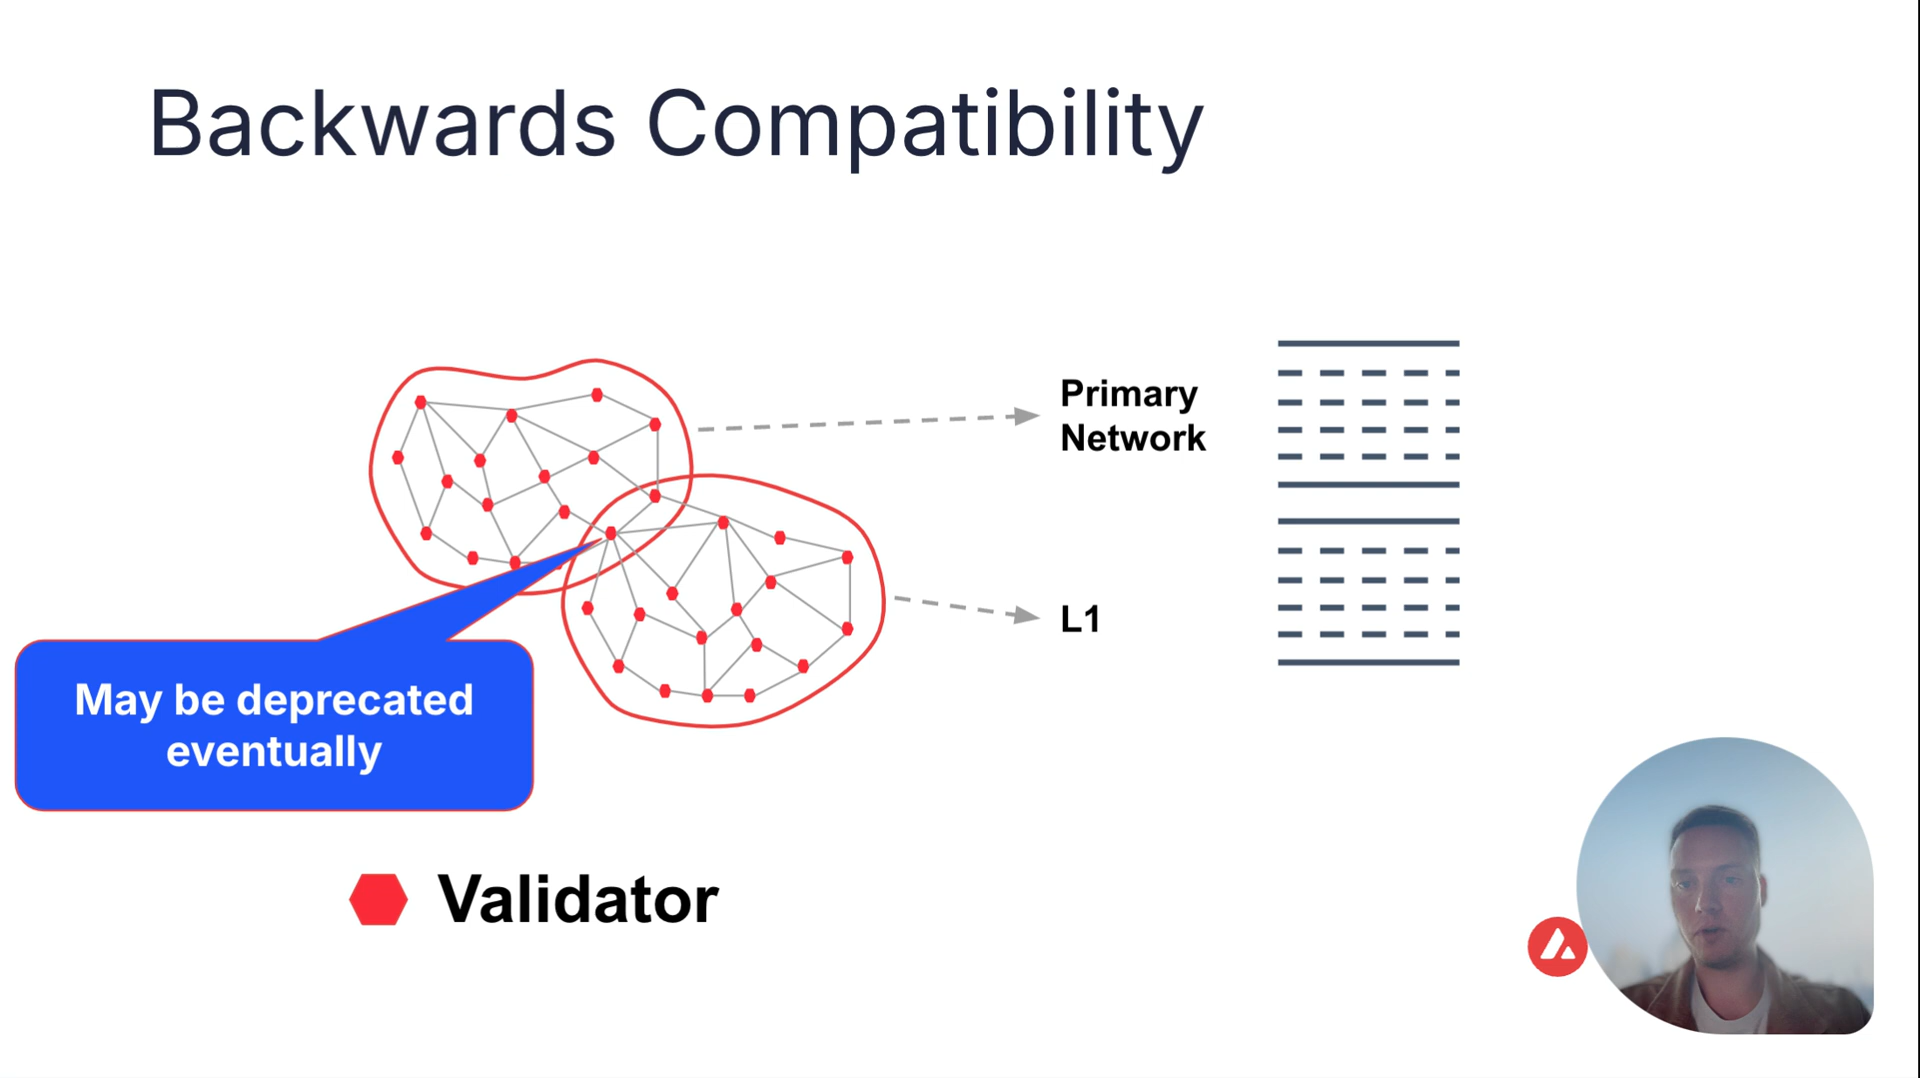 Backwards Compatibility
Primary
Network
L1
May be deprecated
eventually
Validator